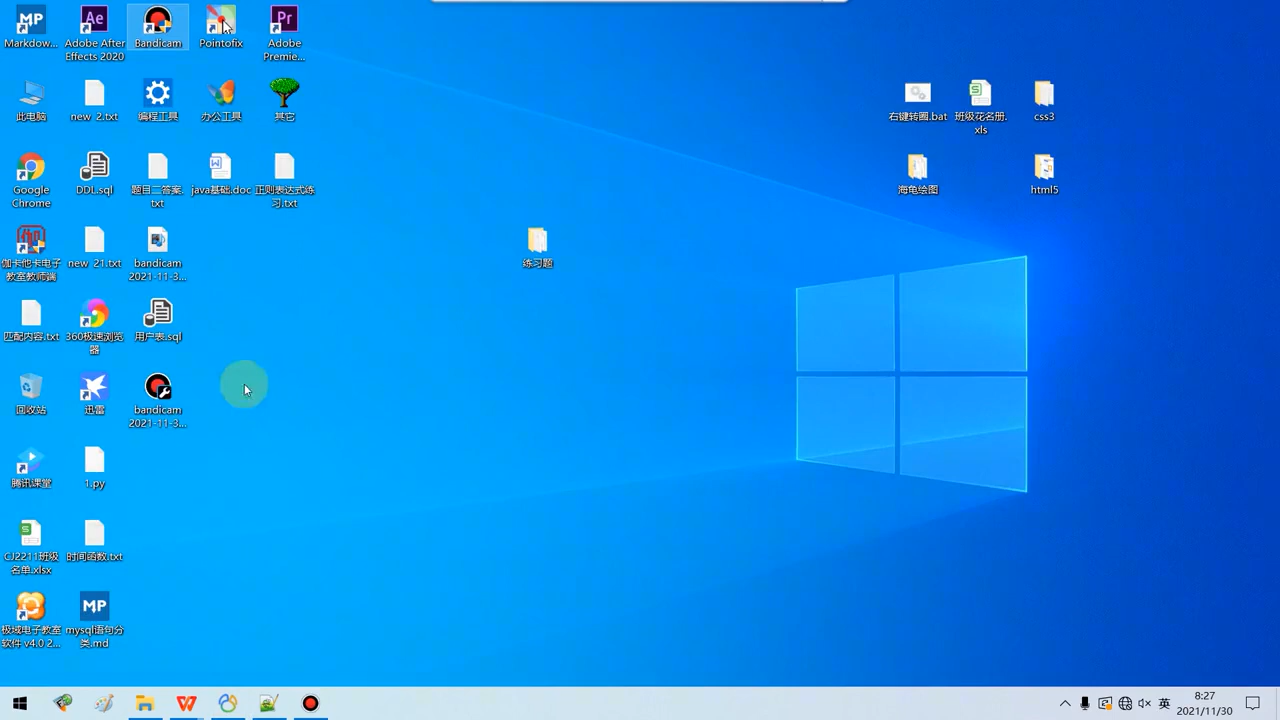 Markdow...
Adobe After
Effects 2020
Bandicam
Pointofix
Adobe
Premie...
此电脑
new 2.txt
编程工具
办公工具
其它
右键转圈.bat
班级花名册.
xls
css3
Google
Chrome
DDL.sql
题目二答案.
txt
java基础.doc
正则表达式练
习.txt
海龟绘图
html5
伽卡他卡电子
教室教师端
new 21.txt
bandicam
2021-11-3...
练习题
匹配内容.txt
360极速浏览
器
用户表.sql
回收站
迅雷
bandicam
2021-11-3...
腾讯课堂
1.py
CJ2211班级
名单.xlsx
时间函数.txt
极域电子教室
软件 v4.0 2...
mysql语句分
类.md
英
8:27
2021/11/30